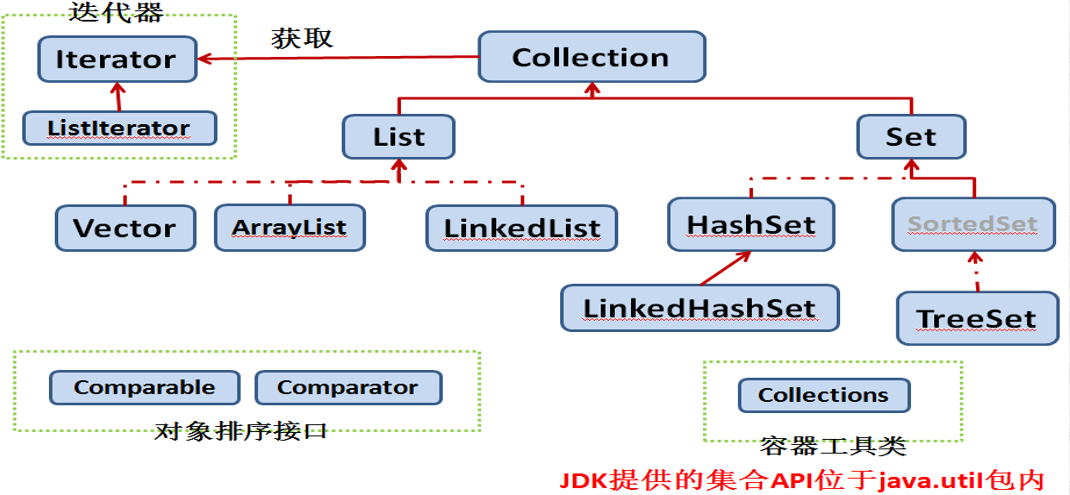 迭代器
Iterator
获取
Collection
ListIterator
List
Set
Vector
ArrayList
LinkedList
HashSet
SortedSet
LinkedHashSet
TreeSet
Comparable
Comparator
Collections
对象排序接口
容器工具类
JDK提供的集合API位于java.util包内